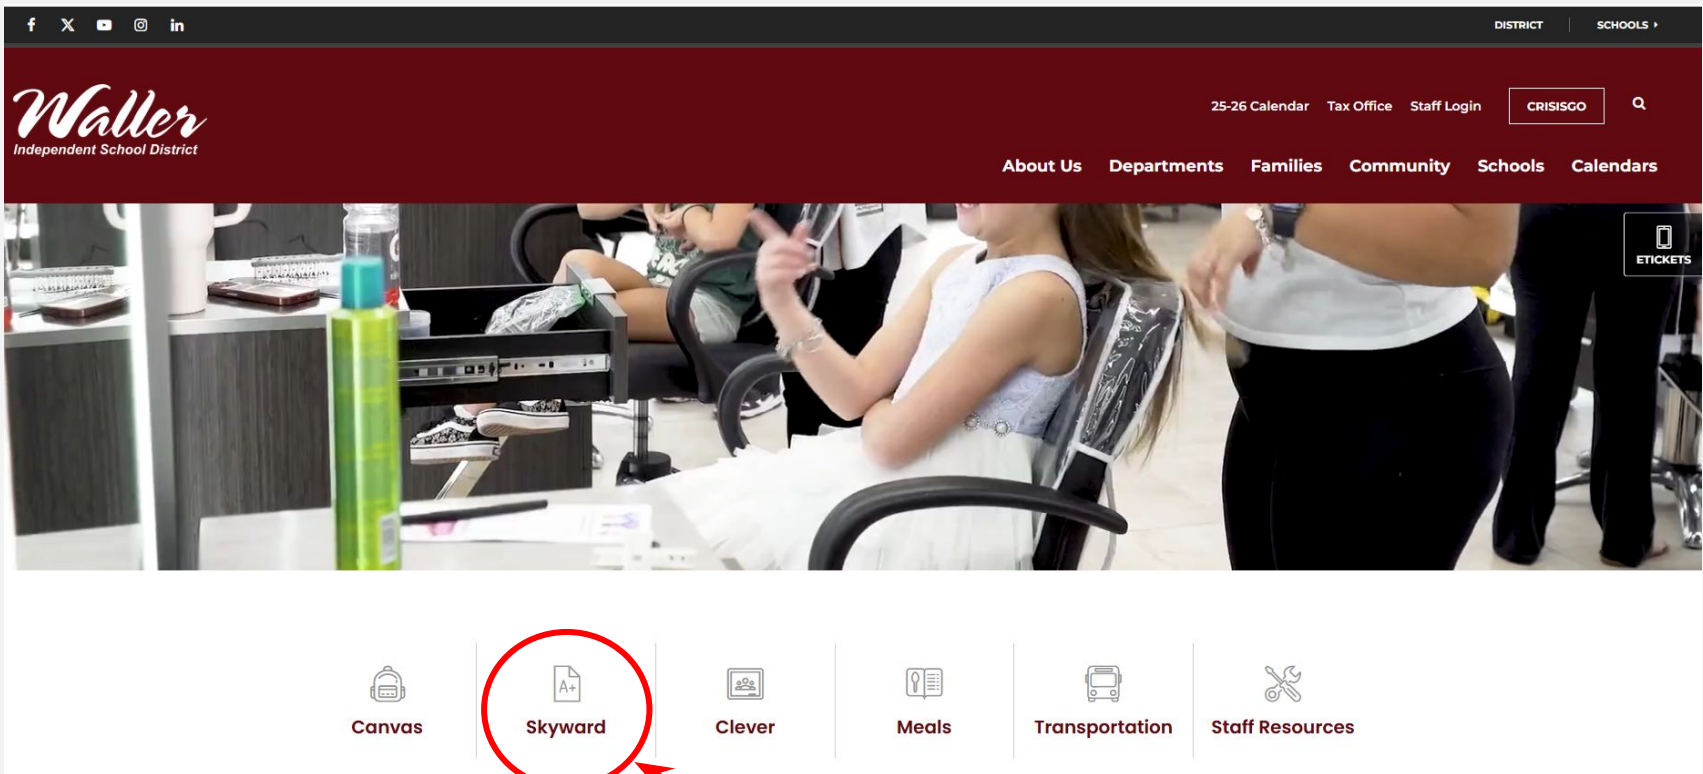 DISTRICT
SCHOOLS
Waller
Independent School District
25-26 Calendar Tax Office Staff Login CRISISGO
About Us Departments Families Community Schools Calendars
ETICKETS
A+
Canvas Skyward Clever Meals Transportation Staff Resources